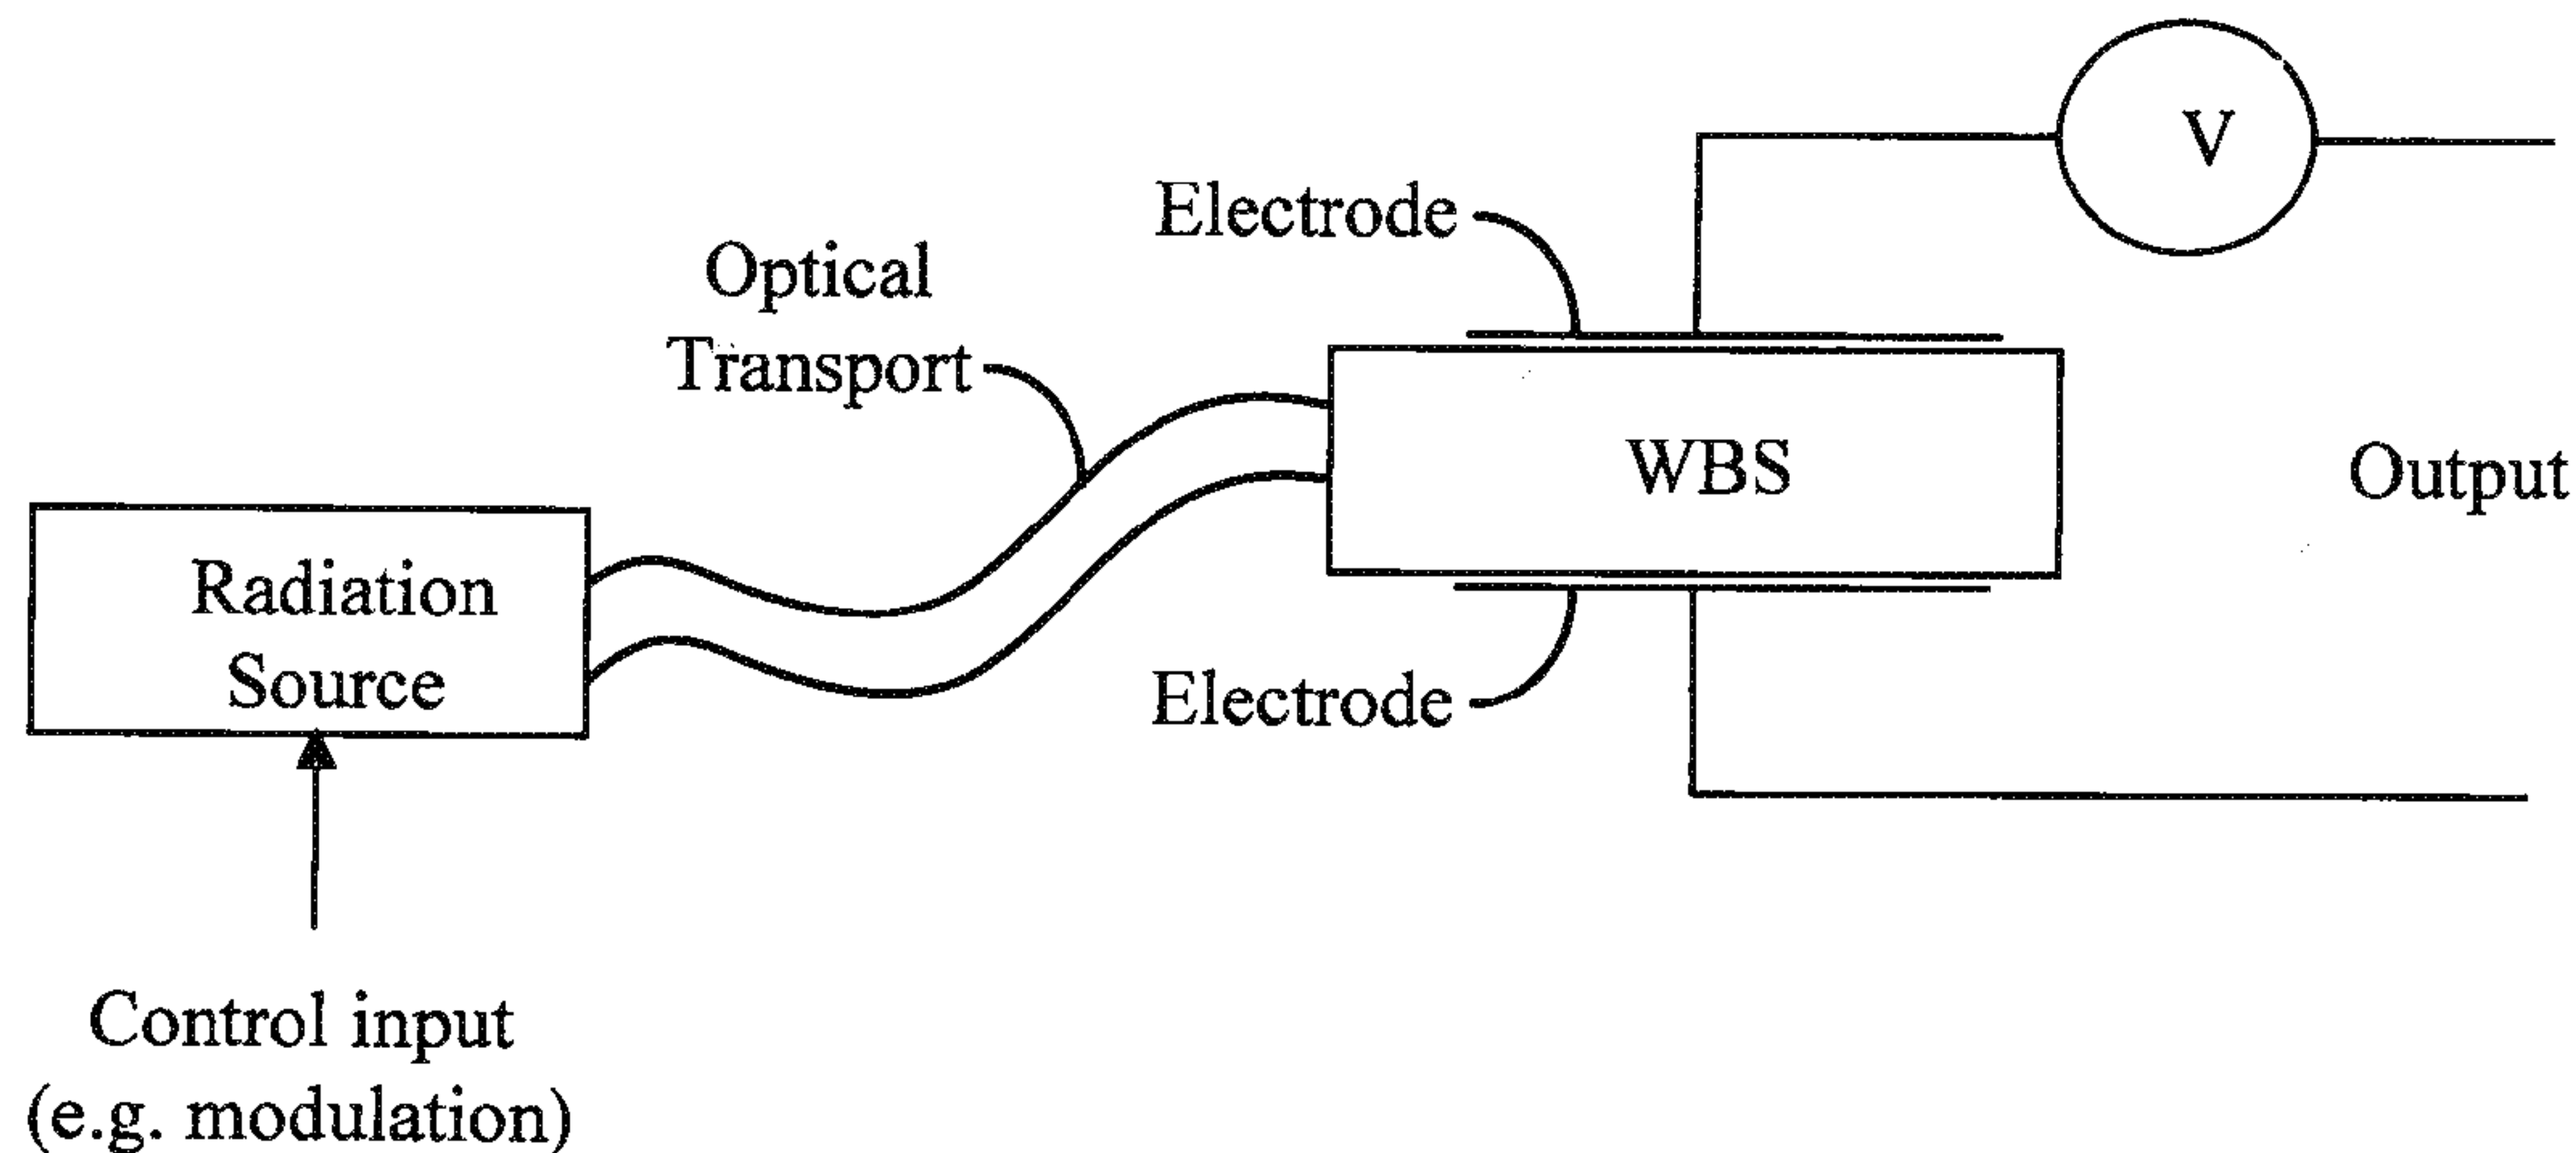 V
Electrode
Optical
Transport
WBS
Output
Radiation
Source
Electrode
Control input
(e.g. modulation)